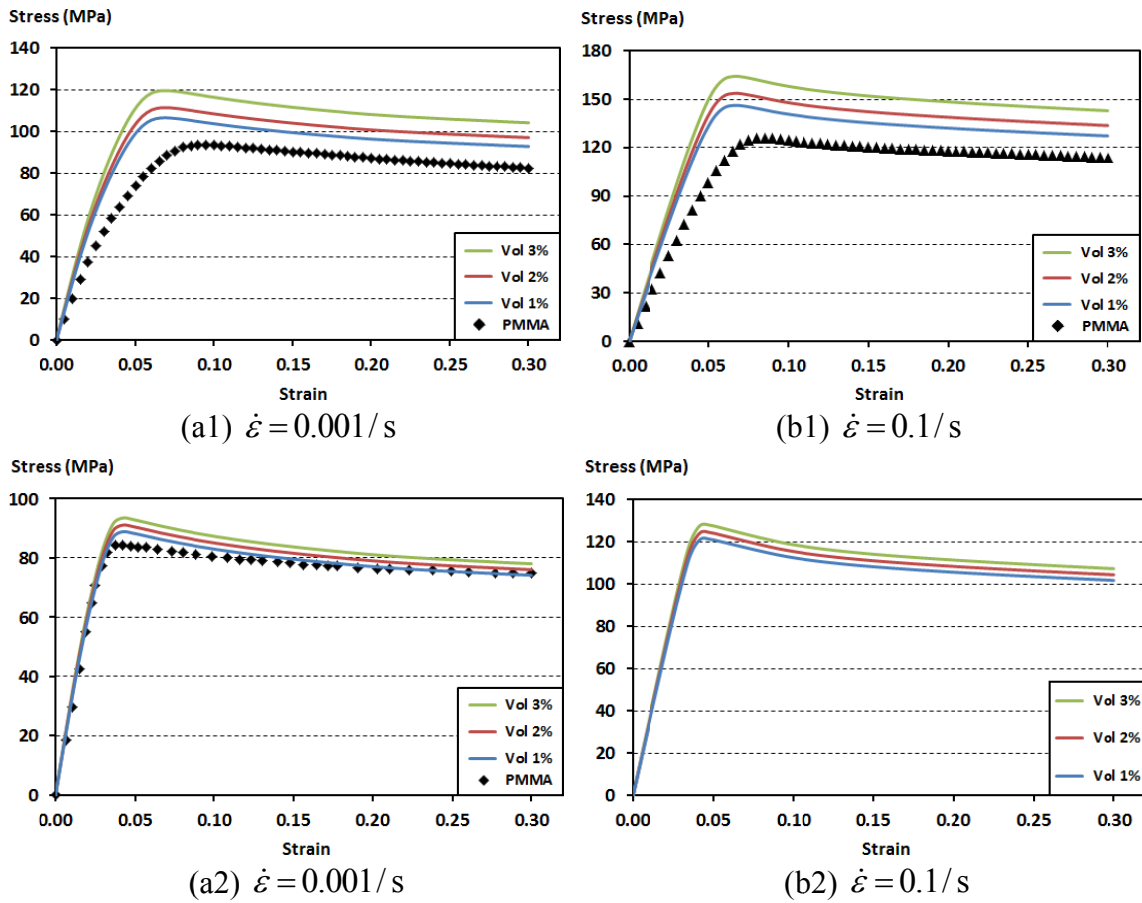 Stress (MPa)
140
120
100
80
60
40
20
0
0.00 0.05 0.10 0.15 0.20 0.25 0.30
Strain
Vol 3%
Vol 2%
Vol 1%
PMMA
(a1) ε̇ = 0.001/ s
Stress (MPa)
180
150
120
90
60
30
0
0.00 0.05 0.10 0.15 0.20 0.25 0.30
Strain
Vol 3%
Vol 2%
Vol 1%
PMMA
(b1) ε̇ = 0.1/ s
Stress (MPa)
100
80
60
40
20
0
0.00 0.05 0.10 0.15 0.20 0.25 0.30
Strain
Vol 3%
Vol 2%
Vol 1%
PMMA
(a2) ε̇ = 0.001/ s
Stress (MPa)
140
120
100
80
60
40
20
0
0.00 0.05 0.10 0.15 0.20 0.25 0.30
Strain
Vol 3%
Vol 2%
Vol 1%
(b2) ε̇ = 0.1/ s